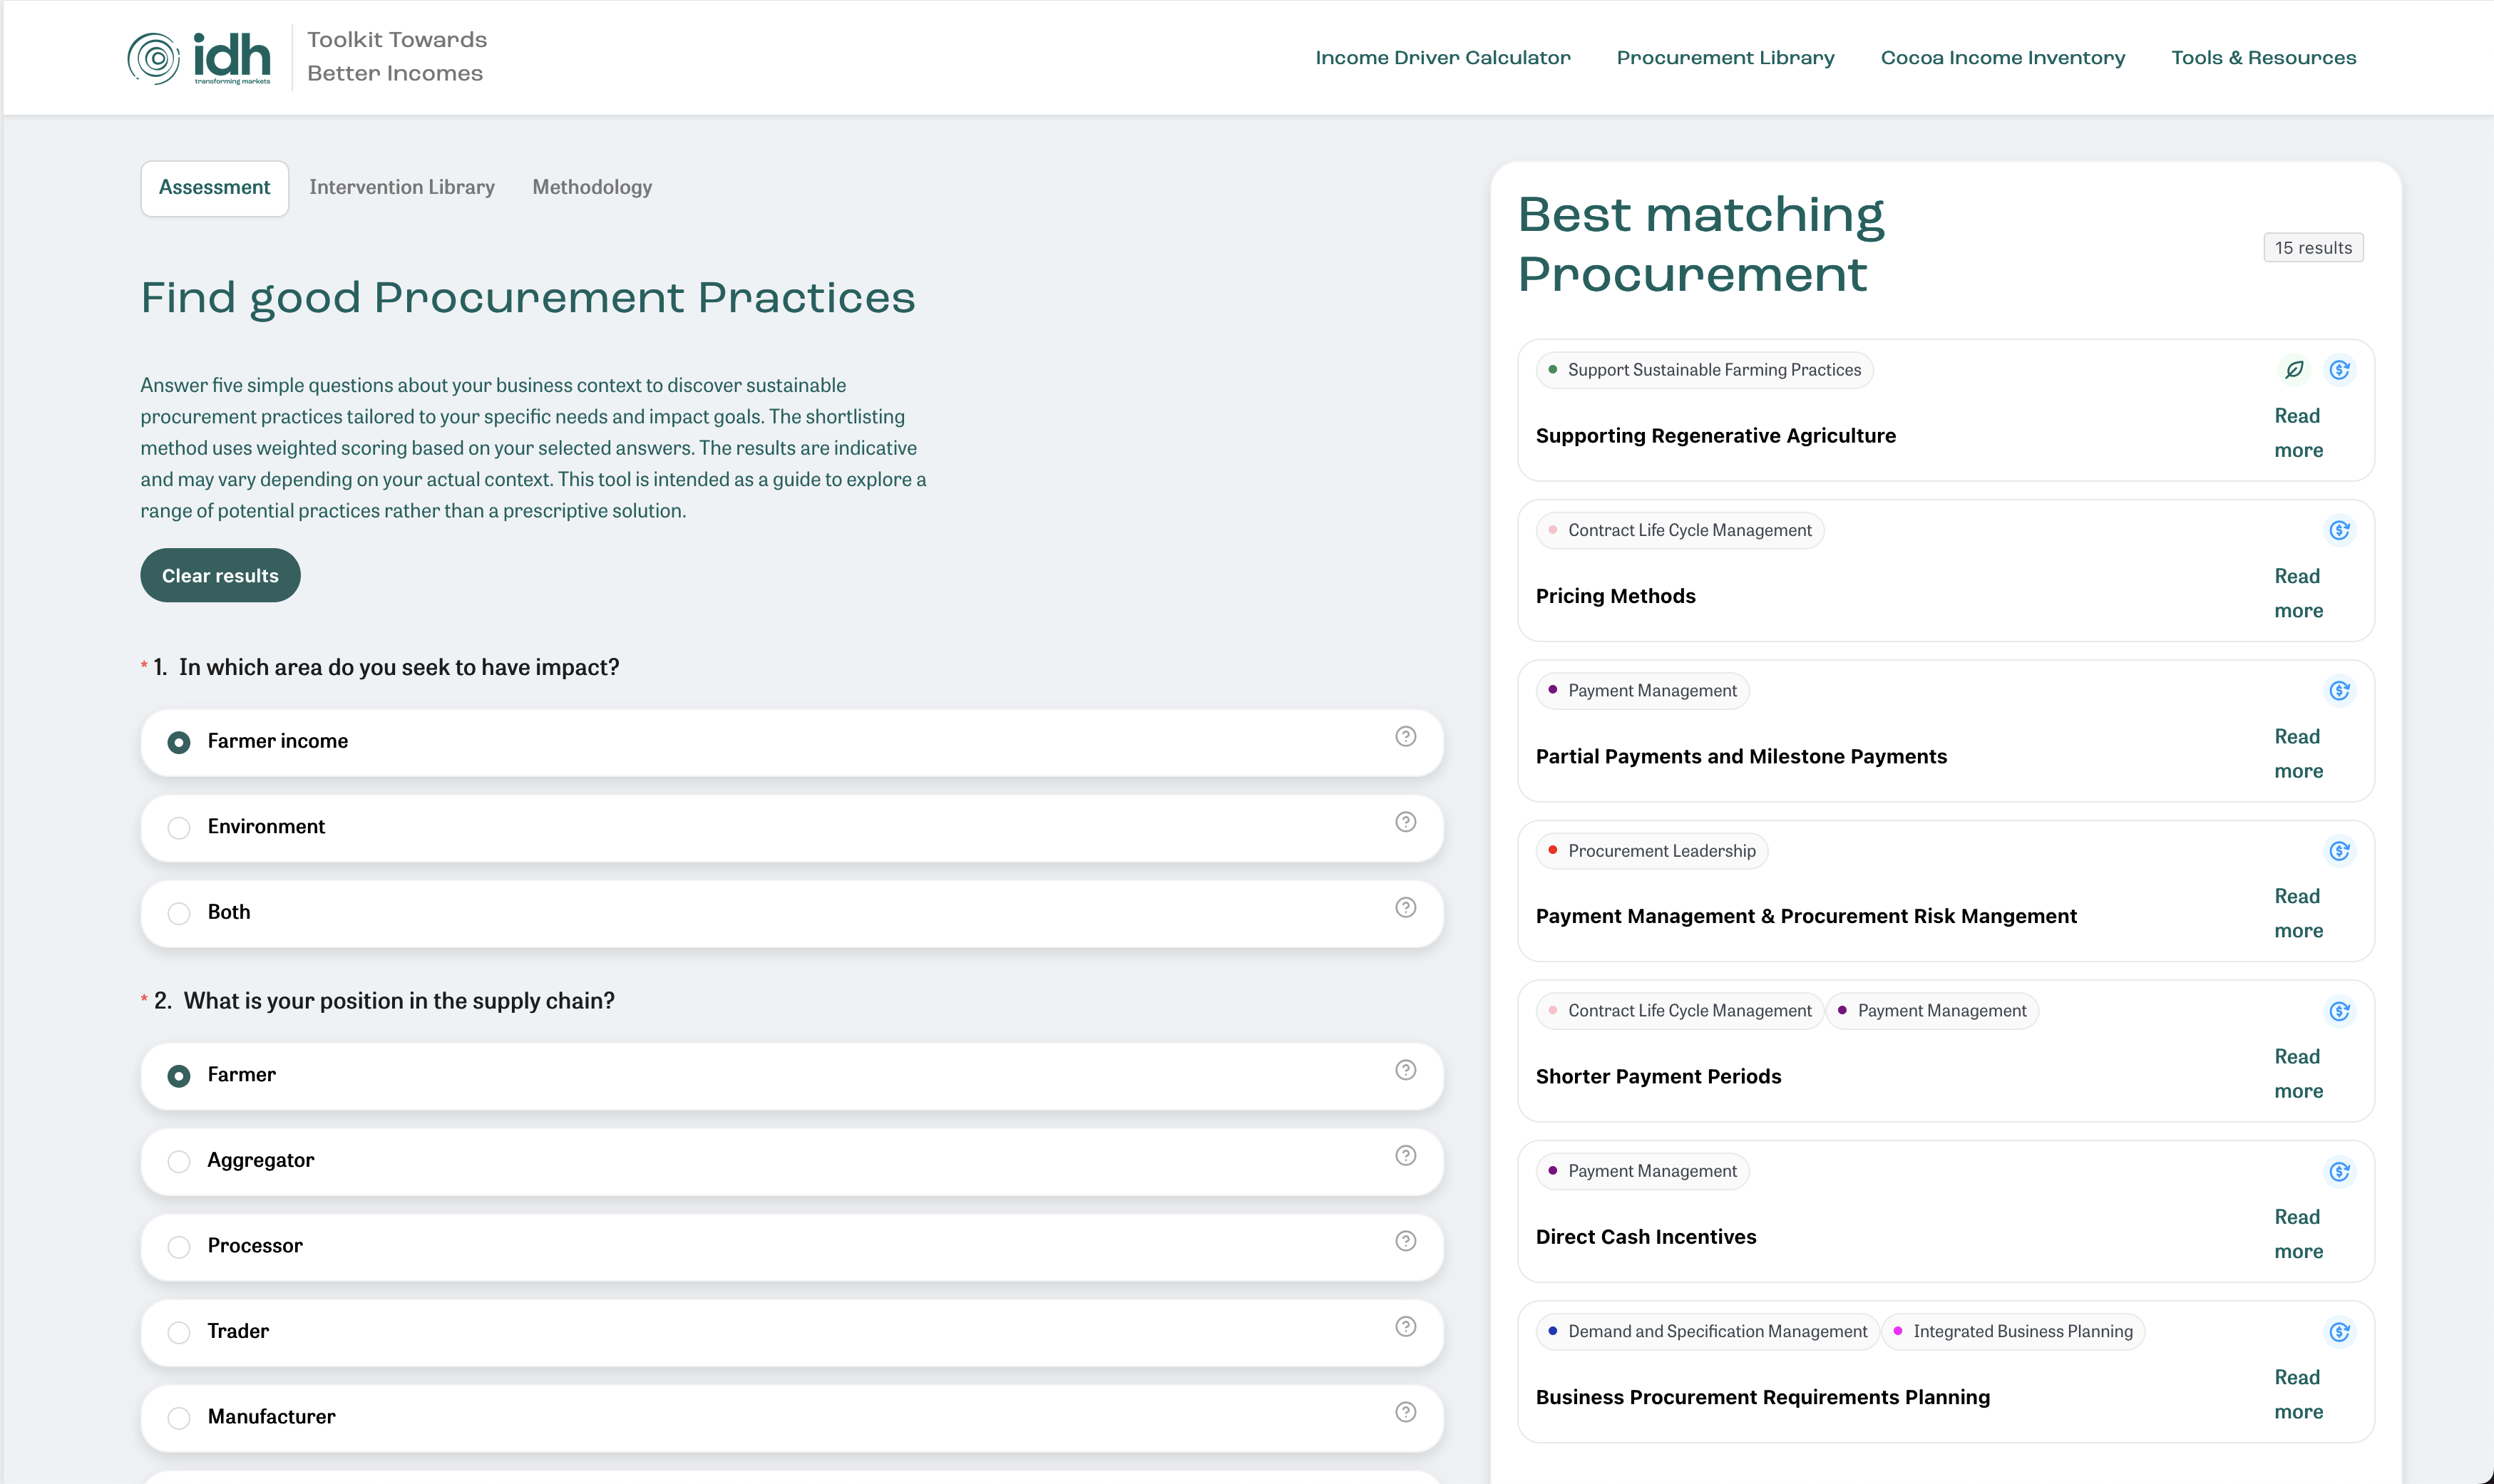 idh
transforming markets
Toolkit Towards
Better Incomes
Income Driver Calculator
Procurement Library
Cocoa Income Inventory
Tools & Resources
Assessment
Intervention Library
Methodology
Find good Procurement Practices
Answer five simple questions about your business context to discover sustainable
procurement practices tailored to your specific needs and impact goals. The shortlisting
method uses weighted scoring based on your selected answers. The results are indicative
and may vary depending on your actual context. This tool is intended as a guide to explore a
range of potential practices rather than a prescriptive solution.
Clear results
* 1. In which area do you seek to have impact?
Farmer income
Environment
Both
* 2. What is your position in the supply chain?
Farmer
Aggregator
Processor
Trader
Manufacturer
Best matching
Procurement
15 results
Support Sustainable Farming Practices
Supporting Regenerative Agriculture
Read
more
Contract Life Cycle Management
Pricing Methods
Read
more
Payment Management
Partial Payments and Milestone Payments
Read
more
Procurement Leadership
Payment Management & Procurement Risk Mangement
Read
more
Contract Life Cycle Management
Payment Management
Shorter Payment Periods
Read
more
Payment Management
Direct Cash Incentives
Read
more
Demand and Specification Management
Integrated Business Planning
Business Procurement Requirements Planning
Read
more